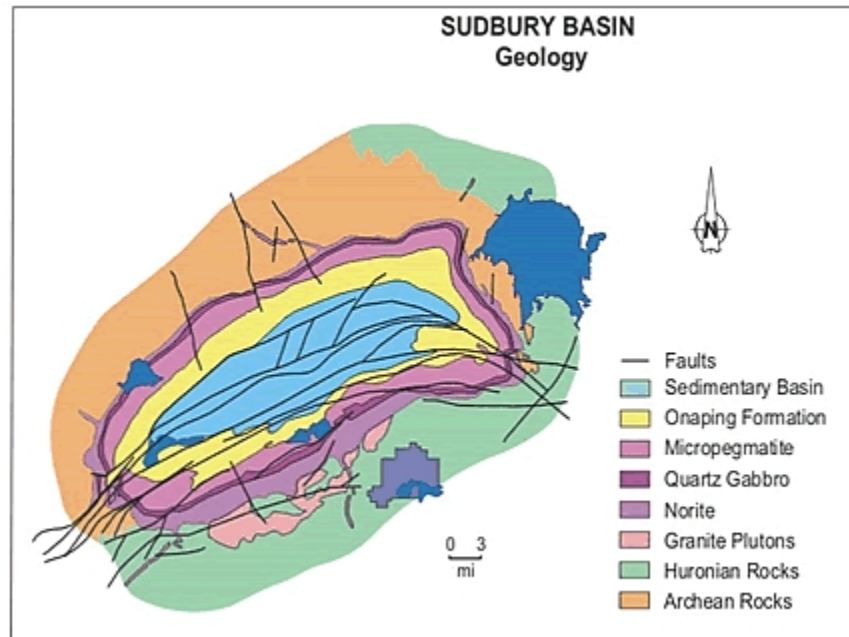 SUDBURY BASIN
Geology
N
Faults
Sedimentary Basin
Onaping Formation
Micropegmatite
Quartz Gabbro
Norite
Granite Plutons
Huronian Rocks
Archean Rocks
0 3
mi